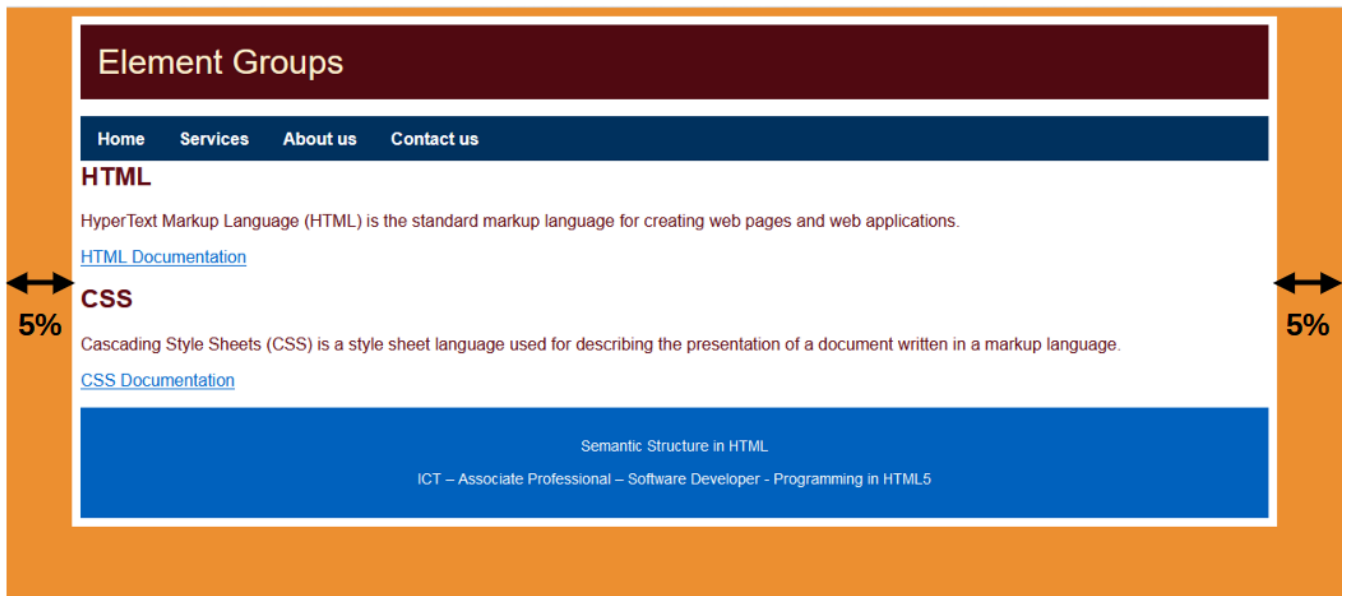 Element Groups
Home Services About us Contact us
HTML
HyperText Markup Language (HTML) is the standard markup language for creating web pages and web applications.
HTML Documentation
CSS
5%
5%
Cascading Style Sheets (CSS) is a style sheet language used for describing the presentation of a document written in a markup language.
CSS Documentation
Semantic Structure in HTML
ICT – Associate Professional – Software Developer - Programming in HTML5